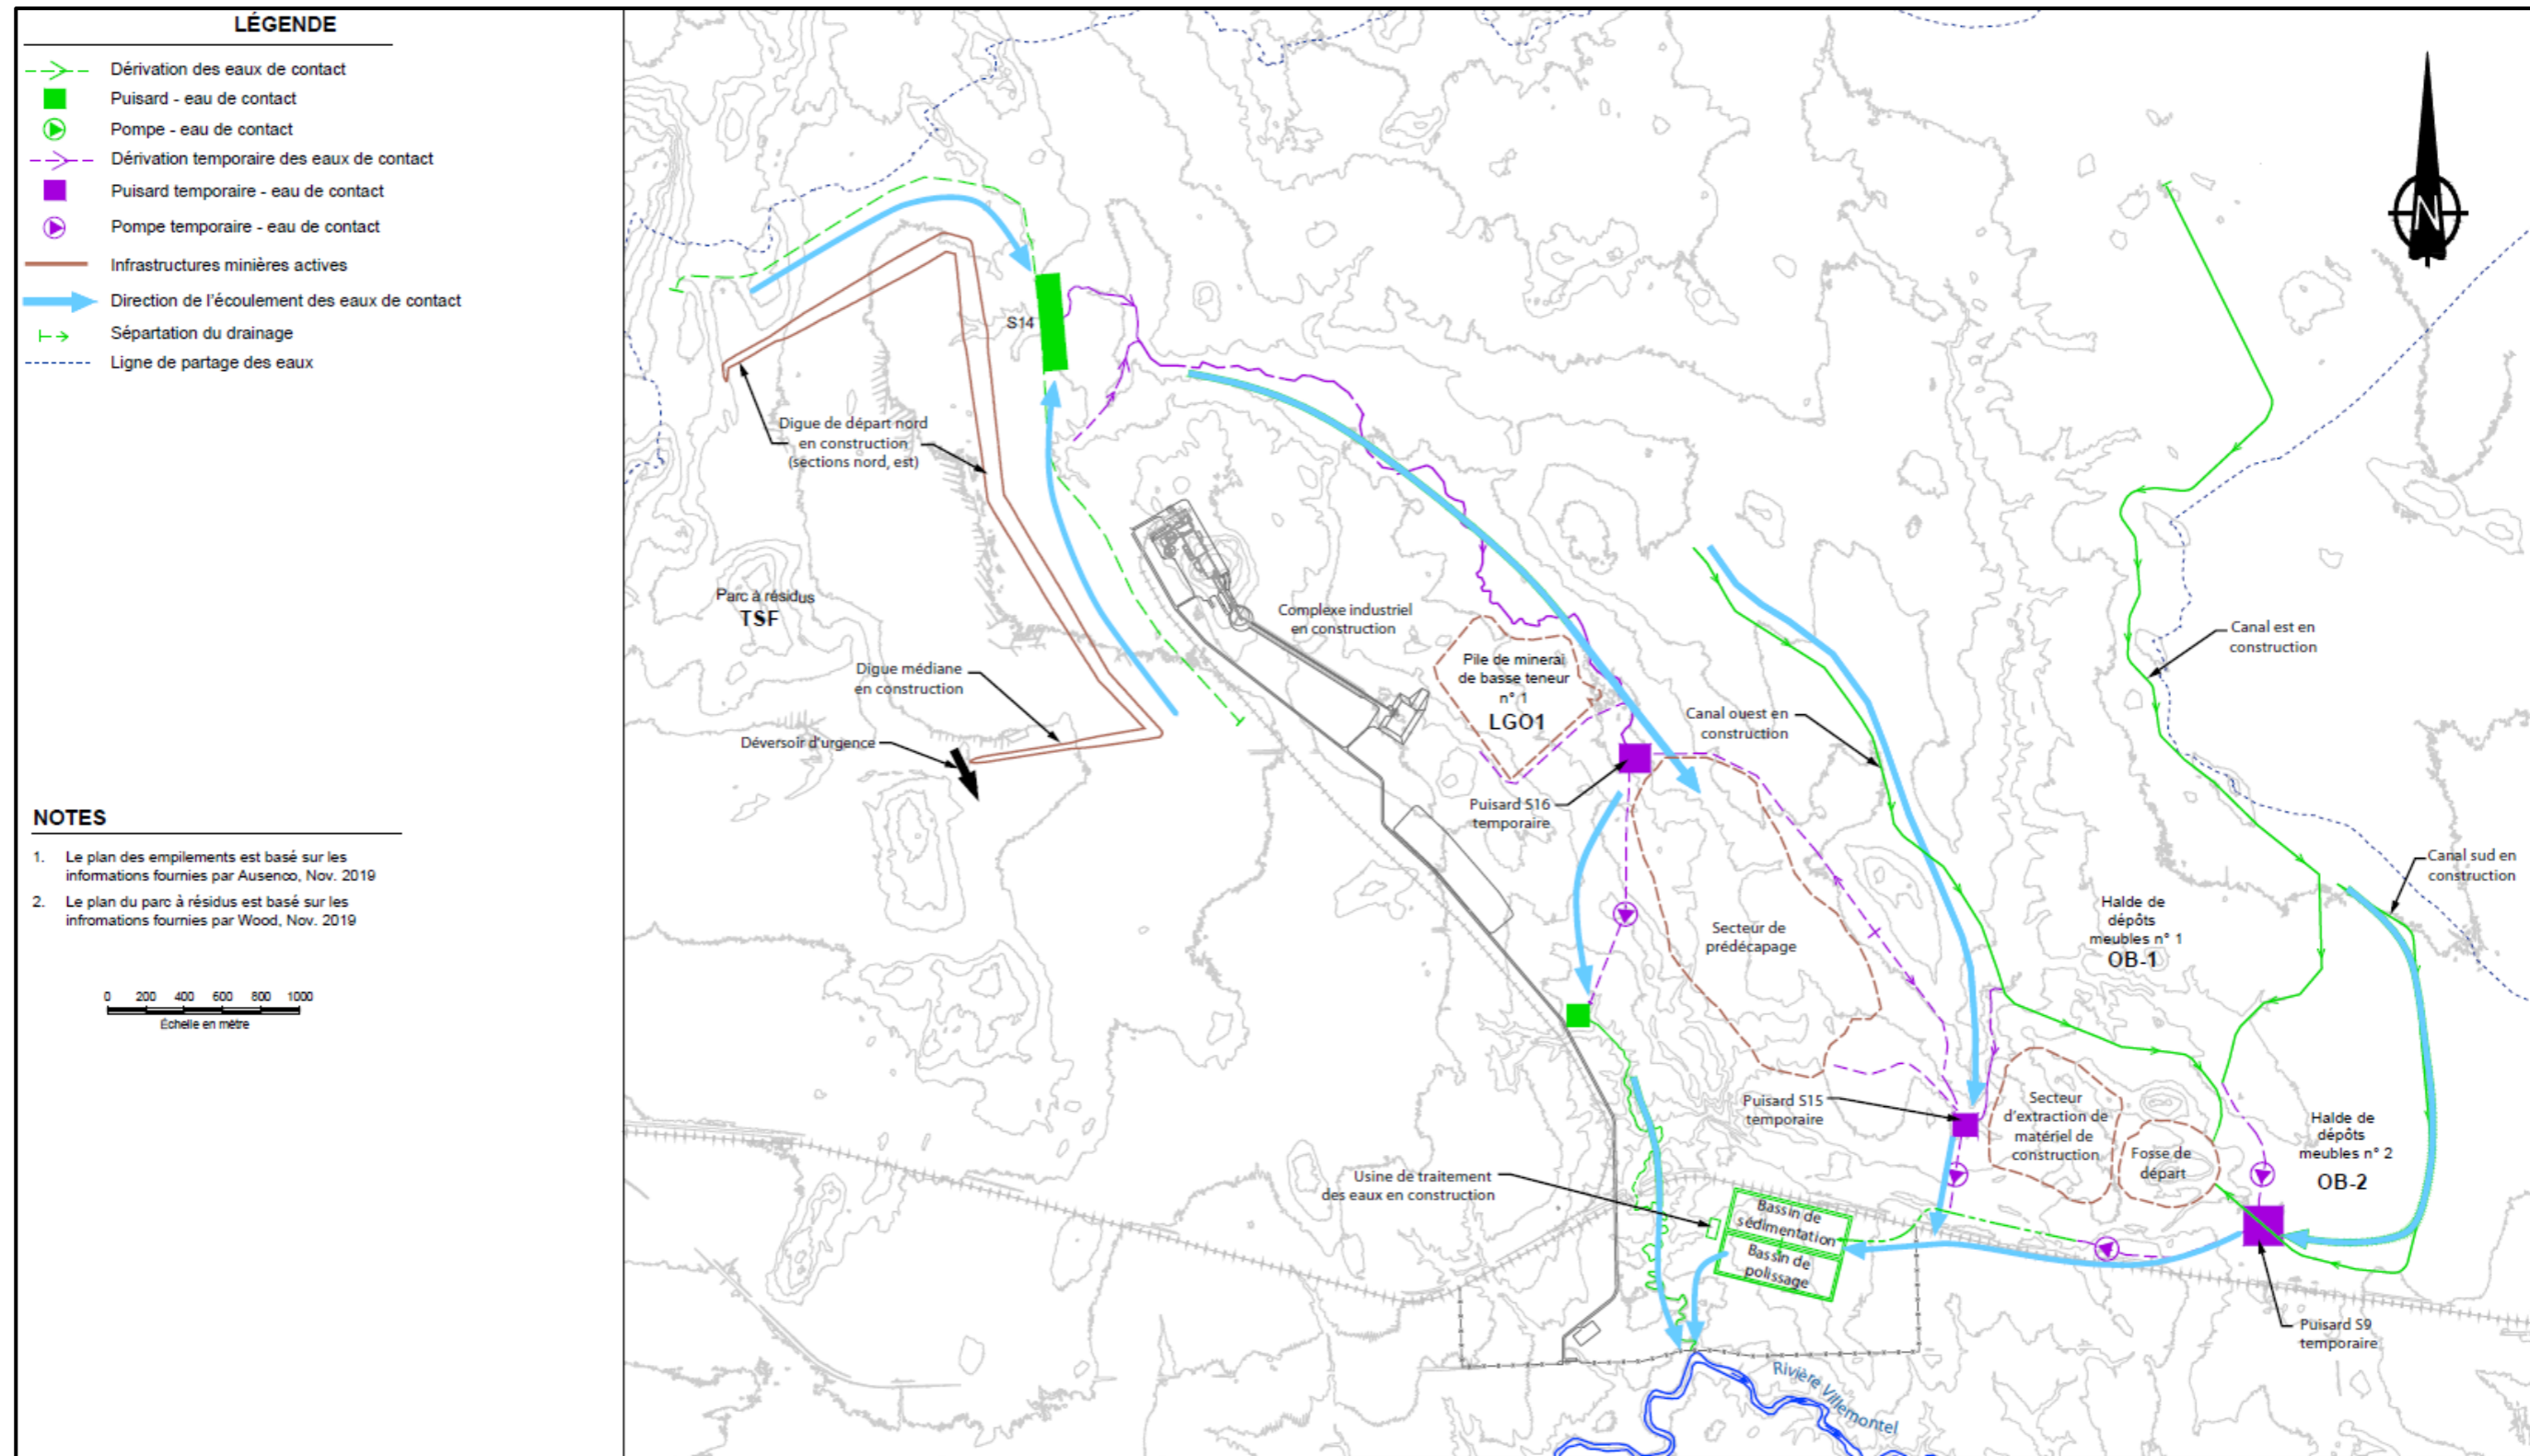 LÉGENDE
Dérivation des eaux de contact
Puisard - eau de contact
Pompe - eau de contact
Dérivation temporaire des eaux de contact
Puisard temporaire - eau de contact
Pompe temporaire - eau de contact
Infrastructures minières actives
Direction de l'écoulement des eaux de contact
Sépartation du drainage
Ligne de partage des eaux
NOTES
1. Le plan des empilements est basé sur les
informations fournies par Ausenco, Nov. 2019
2. Le plan du parc à résidus est basé sur les
infromations fournies par Wood, Nov. 2019
0 200 400 600 800 1000
Échelle en mètre
N
S14
Digue de départ nord
en construction
(sections nord, est)
Parc à résidus
TSF
Digue médiane
en construction
Déversoir d'urgence
Complexe industriel
en construction
Pile de minerai
de basse teneur
n° 1
LGO1
Puisard S16
temporaire
Canal ouest en
construction
Canal est en
construction
Canal sud en
construction
Secteur de
prédécapage
Halde de
dépôts
meubles n° 1
OB-1
Puisard S15
temporaire
Secteur
d'extraction de
matériel de
construction
Fosse de
départ
Halde de
dépôts
meubles n° 2
OB-2
Usine de traitement
des eaux en construction
Bassin de
sédimentation
Bassin de
polissage
Puisard S9
temporaire
Rivière Villemontel